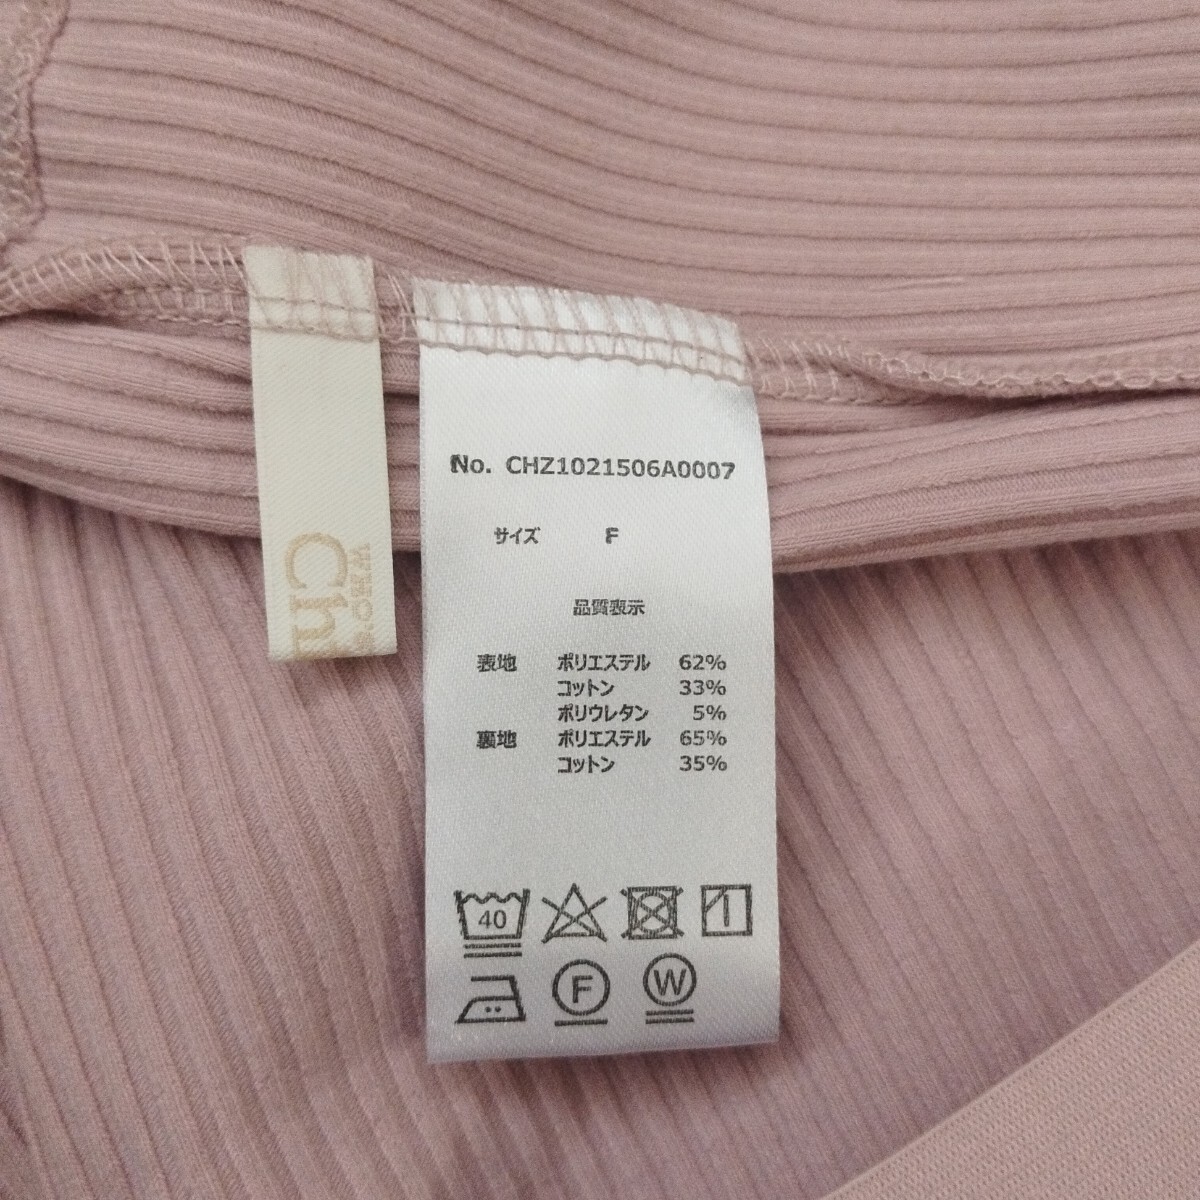 No. CHZ1021506A0007
サイズ F
品質表示
表地 ポリエステル 62%
コットン 33%
ポリウレタン 5%
裏地 ポリエステル 65%
コットン 35%
40
F
W
WHO'S
Chi